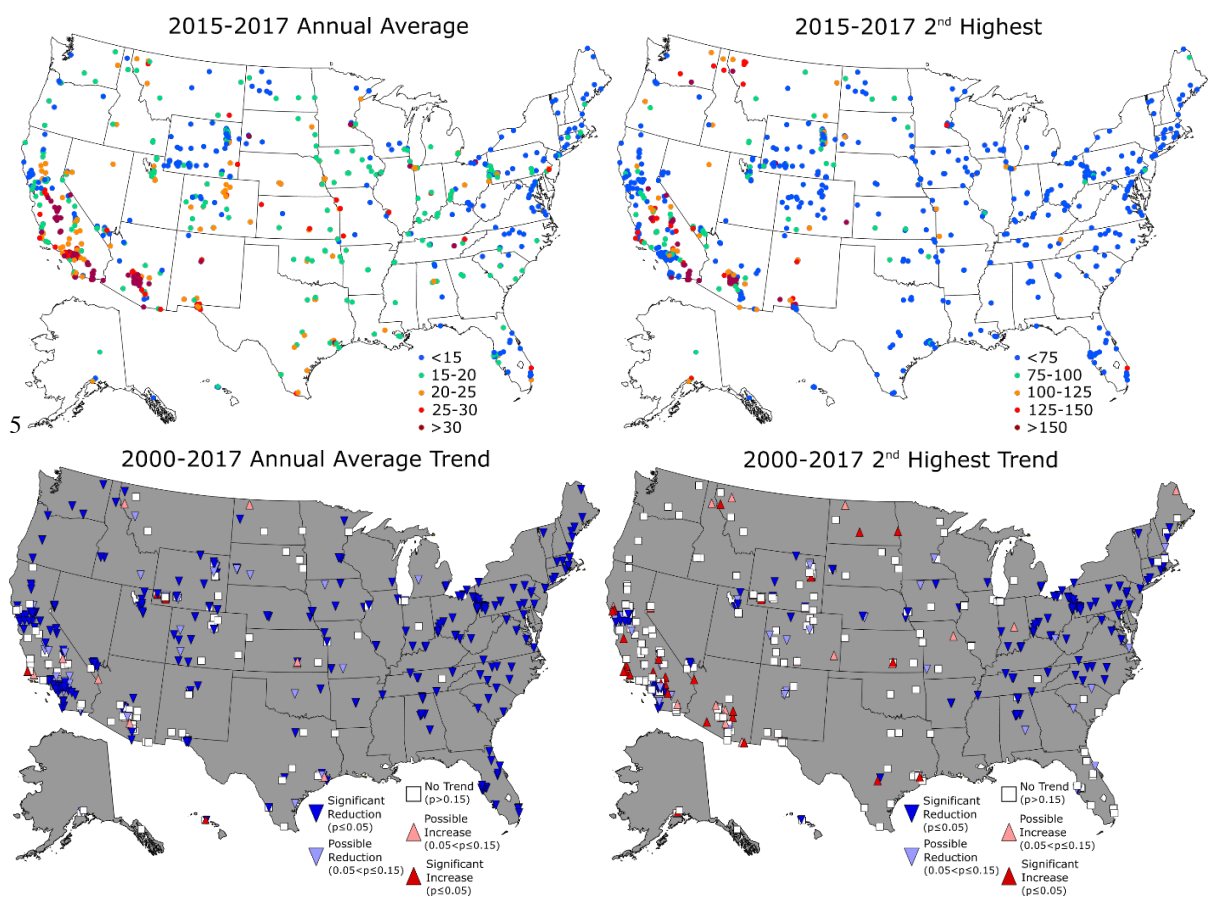 2015-2017 Annual Average
<15
15-20
20-25
25-30
>30
2015-2017 2nd Highest
<75
75-100
100-125
125-150
>150
5
2000-2017 Annual Average Trend
Significant
Reduction
(p≤0.05)
Possible
Reduction
(0.05<p≤0.15)
No Trend
(p>0.15)
Possible
Increase
(0.05<p≤0.15)
Significant
Increase
(p≤0.05)
2000-2017 2nd Highest Trend
Significant
Reduction
(p≤0.05)
Possible
Reduction
(0.05<p≤0.15)
No Trend
(p>0.15)
Possible
Increase
(0.05<p≤0.15)
Significant
Increase
(p≤0.05)